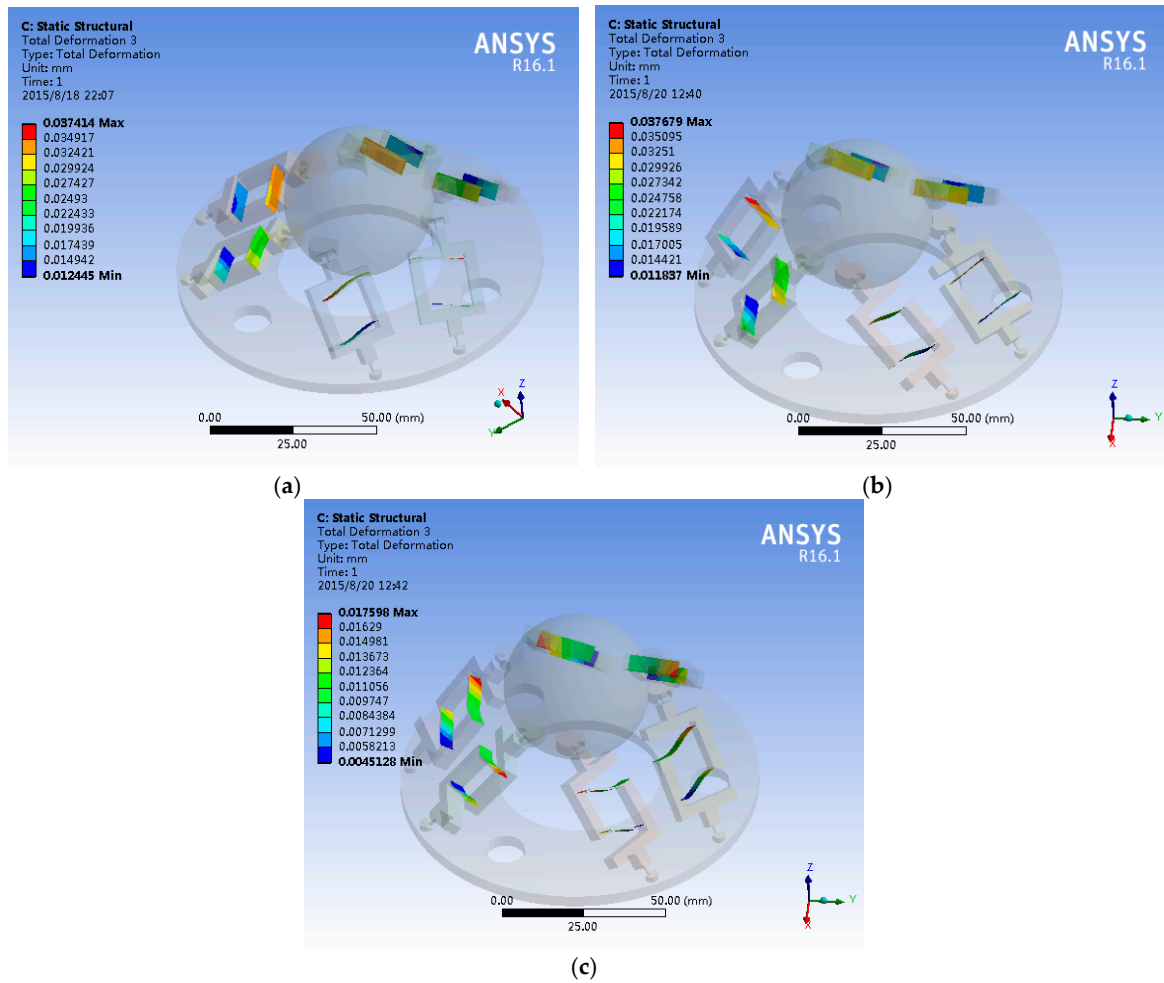 C: Static Structural
Total Deformation 3
Type: Total Deformation
Unit: mm
Time: 1
2015/8/18 22:07
ANSYS
R16.1
0.037414 Max
0.034917
0.032421
0.029924
0.027427
0.02493
0.022433
0.019936
0.017439
0.014942
0.012445 Min
0.00
50.00 (mm)
25.00
X
Z
Y
(a)
C: Static Structural
Total Deformation 3
Type: Total Deformation
Unit: mm
Time: 1
2015/8/20 12:40
ANSYS
R16.1
0.037679 Max
0.035095
0.03251
0.029926
0.027342
0.024758
0.022174
0.019589
0.017005
0.014421
0.011837 Min
0.00
50.00 (mm)
25.00
Z
Y
X
(b)
C: Static Structural
Total Deformation 3
Type: Total Deformation
Unit: mm
Time: 1
2015/8/20 12:42
ANSYS
R16.1
0.017598 Max
0.01629
0.014981
0.013673
0.012364
0.011056
0.009747
0.0084384
0.0071299
0.0058213
0.0045128 Min
0.00
50.00 (mm)
25.00
Z
Y
X
(c)